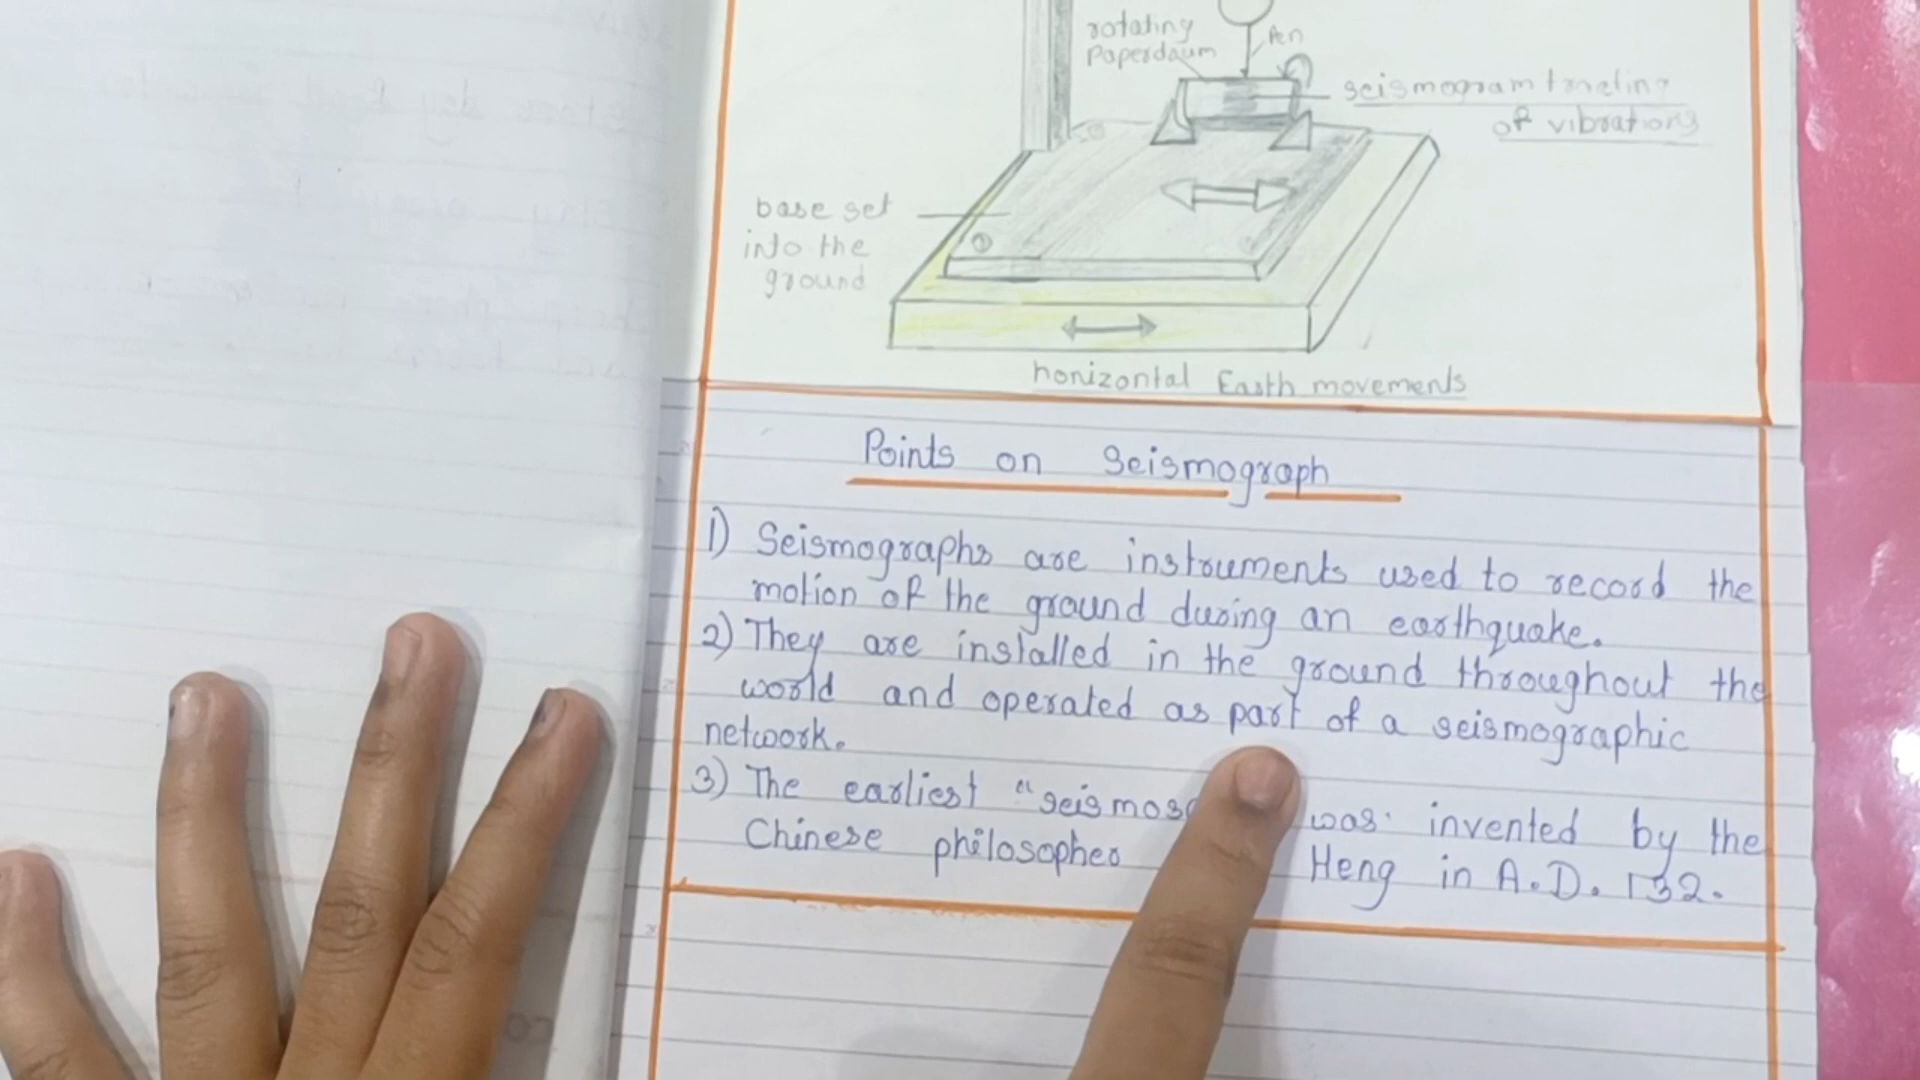 rotating
Paperdrum
Pen
seismogram traceing
of vibrations
base set
into the
ground
horizontal Earth movements
Points on Seismograph
1) Seismographs are instruments used to record the
motion of the ground during an earthquake.
2) They are installed in the ground throughout the
world and operated as part of a seismographic
network.
3) The earliest "seismosc was invented by the
Chinese philosopher Heng in A.D. 132.